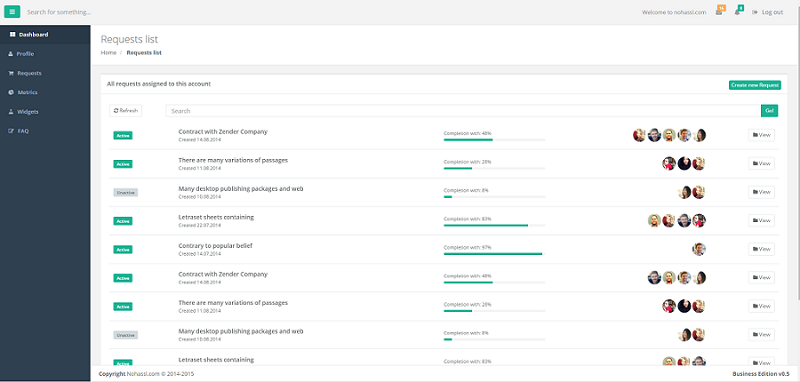 Search for something...
Welcome to nohassi.com
16
8
Log out
Dashboard
Profile
Requests
Metrics
Widgets
FAQ
Requests list
Home / Requests list
All requests assigned to this account
Create new Request
Refresh
Search
Go!
Active
Contract with Zender Company
Created 14.08.2014
Completion with: 48%
View
Active
There are many variations of passages
Created 11.08.2014
Completion with: 28%
View
Unactive
Many desktop publishing packages and web
Created 10.08.2014
Completion with: 8%
View
Active
Letraset sheets containing
Created 22.07.2014
Completion with: 83%
View
Active
Contrary to popular belief
Created 14.07.2014
Completion with: 97%
View
Active
Contract with Zender Company
Created 14.08.2014
Completion with: 48%
View
Active
There are many variations of passages
Created 11.08.2014
Completion with: 28%
View
Unactive
Many desktop publishing packages and web
Created 10.08.2014
Completion with: 8%
View
Active
Letraset sheets containing
Completion with: 83%
View
Copyright Nohassi.com © 2014-2015
Business Edition v0.5